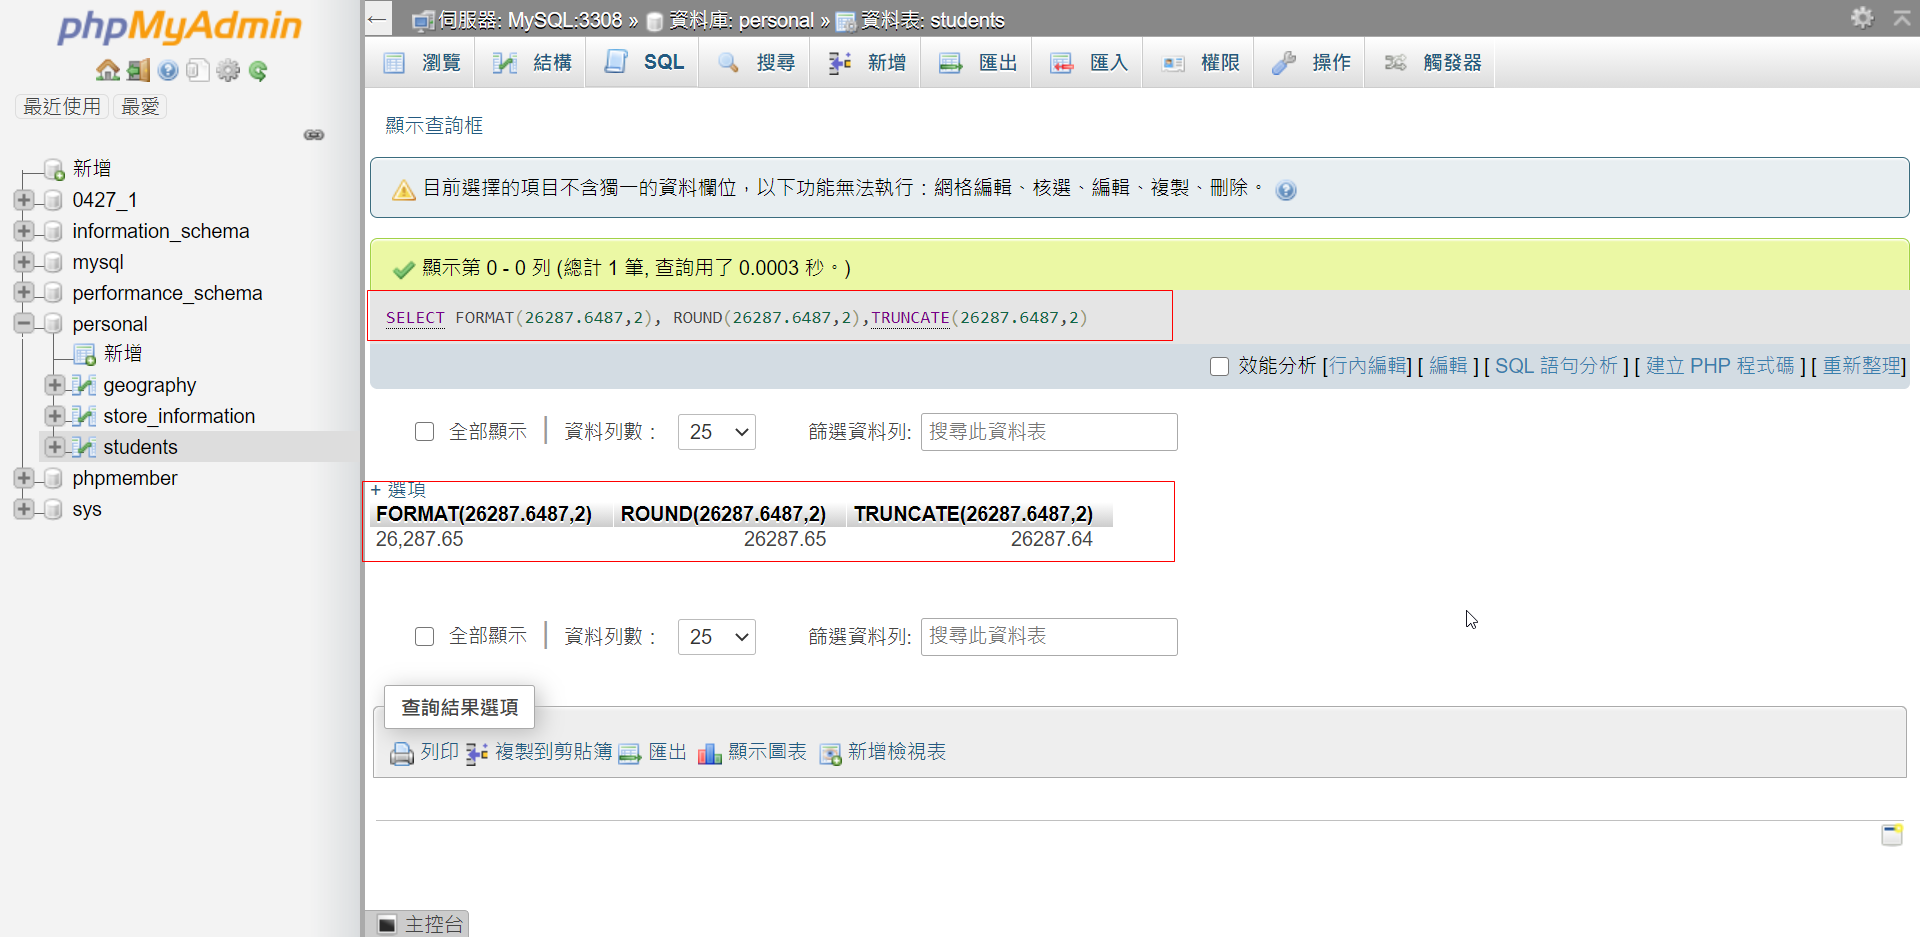 phpMyAdmin
最近使用 最愛
新增
0427_1
information_schema
mysql
performance_schema
personal
新增
geography
store_information
students
phpmember
sys
伺服器: MySQL:3308 » 資料庫: personal » 資料表: students
瀏覽 結構 SQL 搜尋 新增 匯出 匯入 權限 操作 觸發器
顯示查詢框
目前選擇的項目不含獨一的資料欄位，以下功能無法執行：網格編輯、核選、編輯、複製、刪除。
顯示第 0 - 0 列 (總計 1 筆, 查詢用了 0.0003 秒。)
SELECT FORMAT(26287.6487,2), ROUND(26287.6487,2),TRUNCATE(26287.6487,2)
效能分析 [行內編輯] [ 編輯 ] [ SQL 語句分析 ] [ 建立 PHP 程式碼 ] [ 重新整理]
全部顯示 | 資料列數： 25 篩選資料列: 搜尋此資料表
+ 選項
FORMAT(26287.6487,2) ROUND(26287.6487,2) TRUNCATE(26287.6487,2)
26,287.65 26287.65 26287.64
全部顯示 | 資料列數： 25 篩選資料列: 搜尋此資料表
查詢結果選項
列印 複製到剪貼簿 匯出 顯示圖表 新增檢視表
主控台